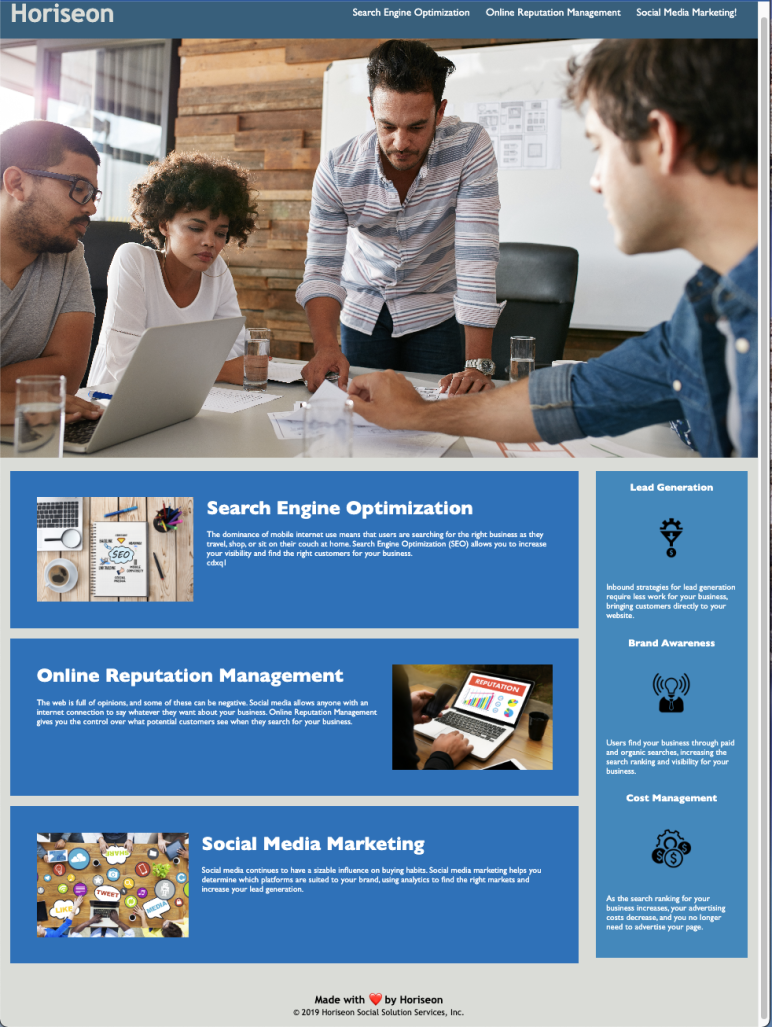 Horiseon
Search Engine Optimization Online Reputation Management Social Media Marketing!
Search Engine Optimization
The dominance of mobile internet use means that users are searching for the right business as they
travel, shop, or sit on their couch at home. Search Engine Optimization (SEO) allows you to increase
your visibility and find the right customers for your business.
cdxq1
SEO
Online Reputation Management
The web is full of opinions, and some of these can be negative. Social media allows anyone with an
internet connection to say whatever they want about your business. Online Reputation Management
gives you the control over what potential customers see when they search for your business.
REPUTATION
Social Media Marketing
Social media continues to have a sizable influence on buying habits. Social media marketing helps you
determine which platforms are suited to your brand, using analytics to find the right markets and
increase your lead generation.
SHARE
TWEET
LIKE
MEDIA
Lead Generation
Inbound strategies for lead generation
require less work for your business,
bringing customers directly to your
website.
Brand Awareness
Users find your business through paid
and organic searches, increasing the
search ranking and visibility for your
business.
Cost Management
As the search ranking for your
business increases, your advertising
costs decrease, and you no longer
need to advertise your page.
Made with ❤️ by Horiseon
© 2019 Horiseon Social Solution Services, Inc.